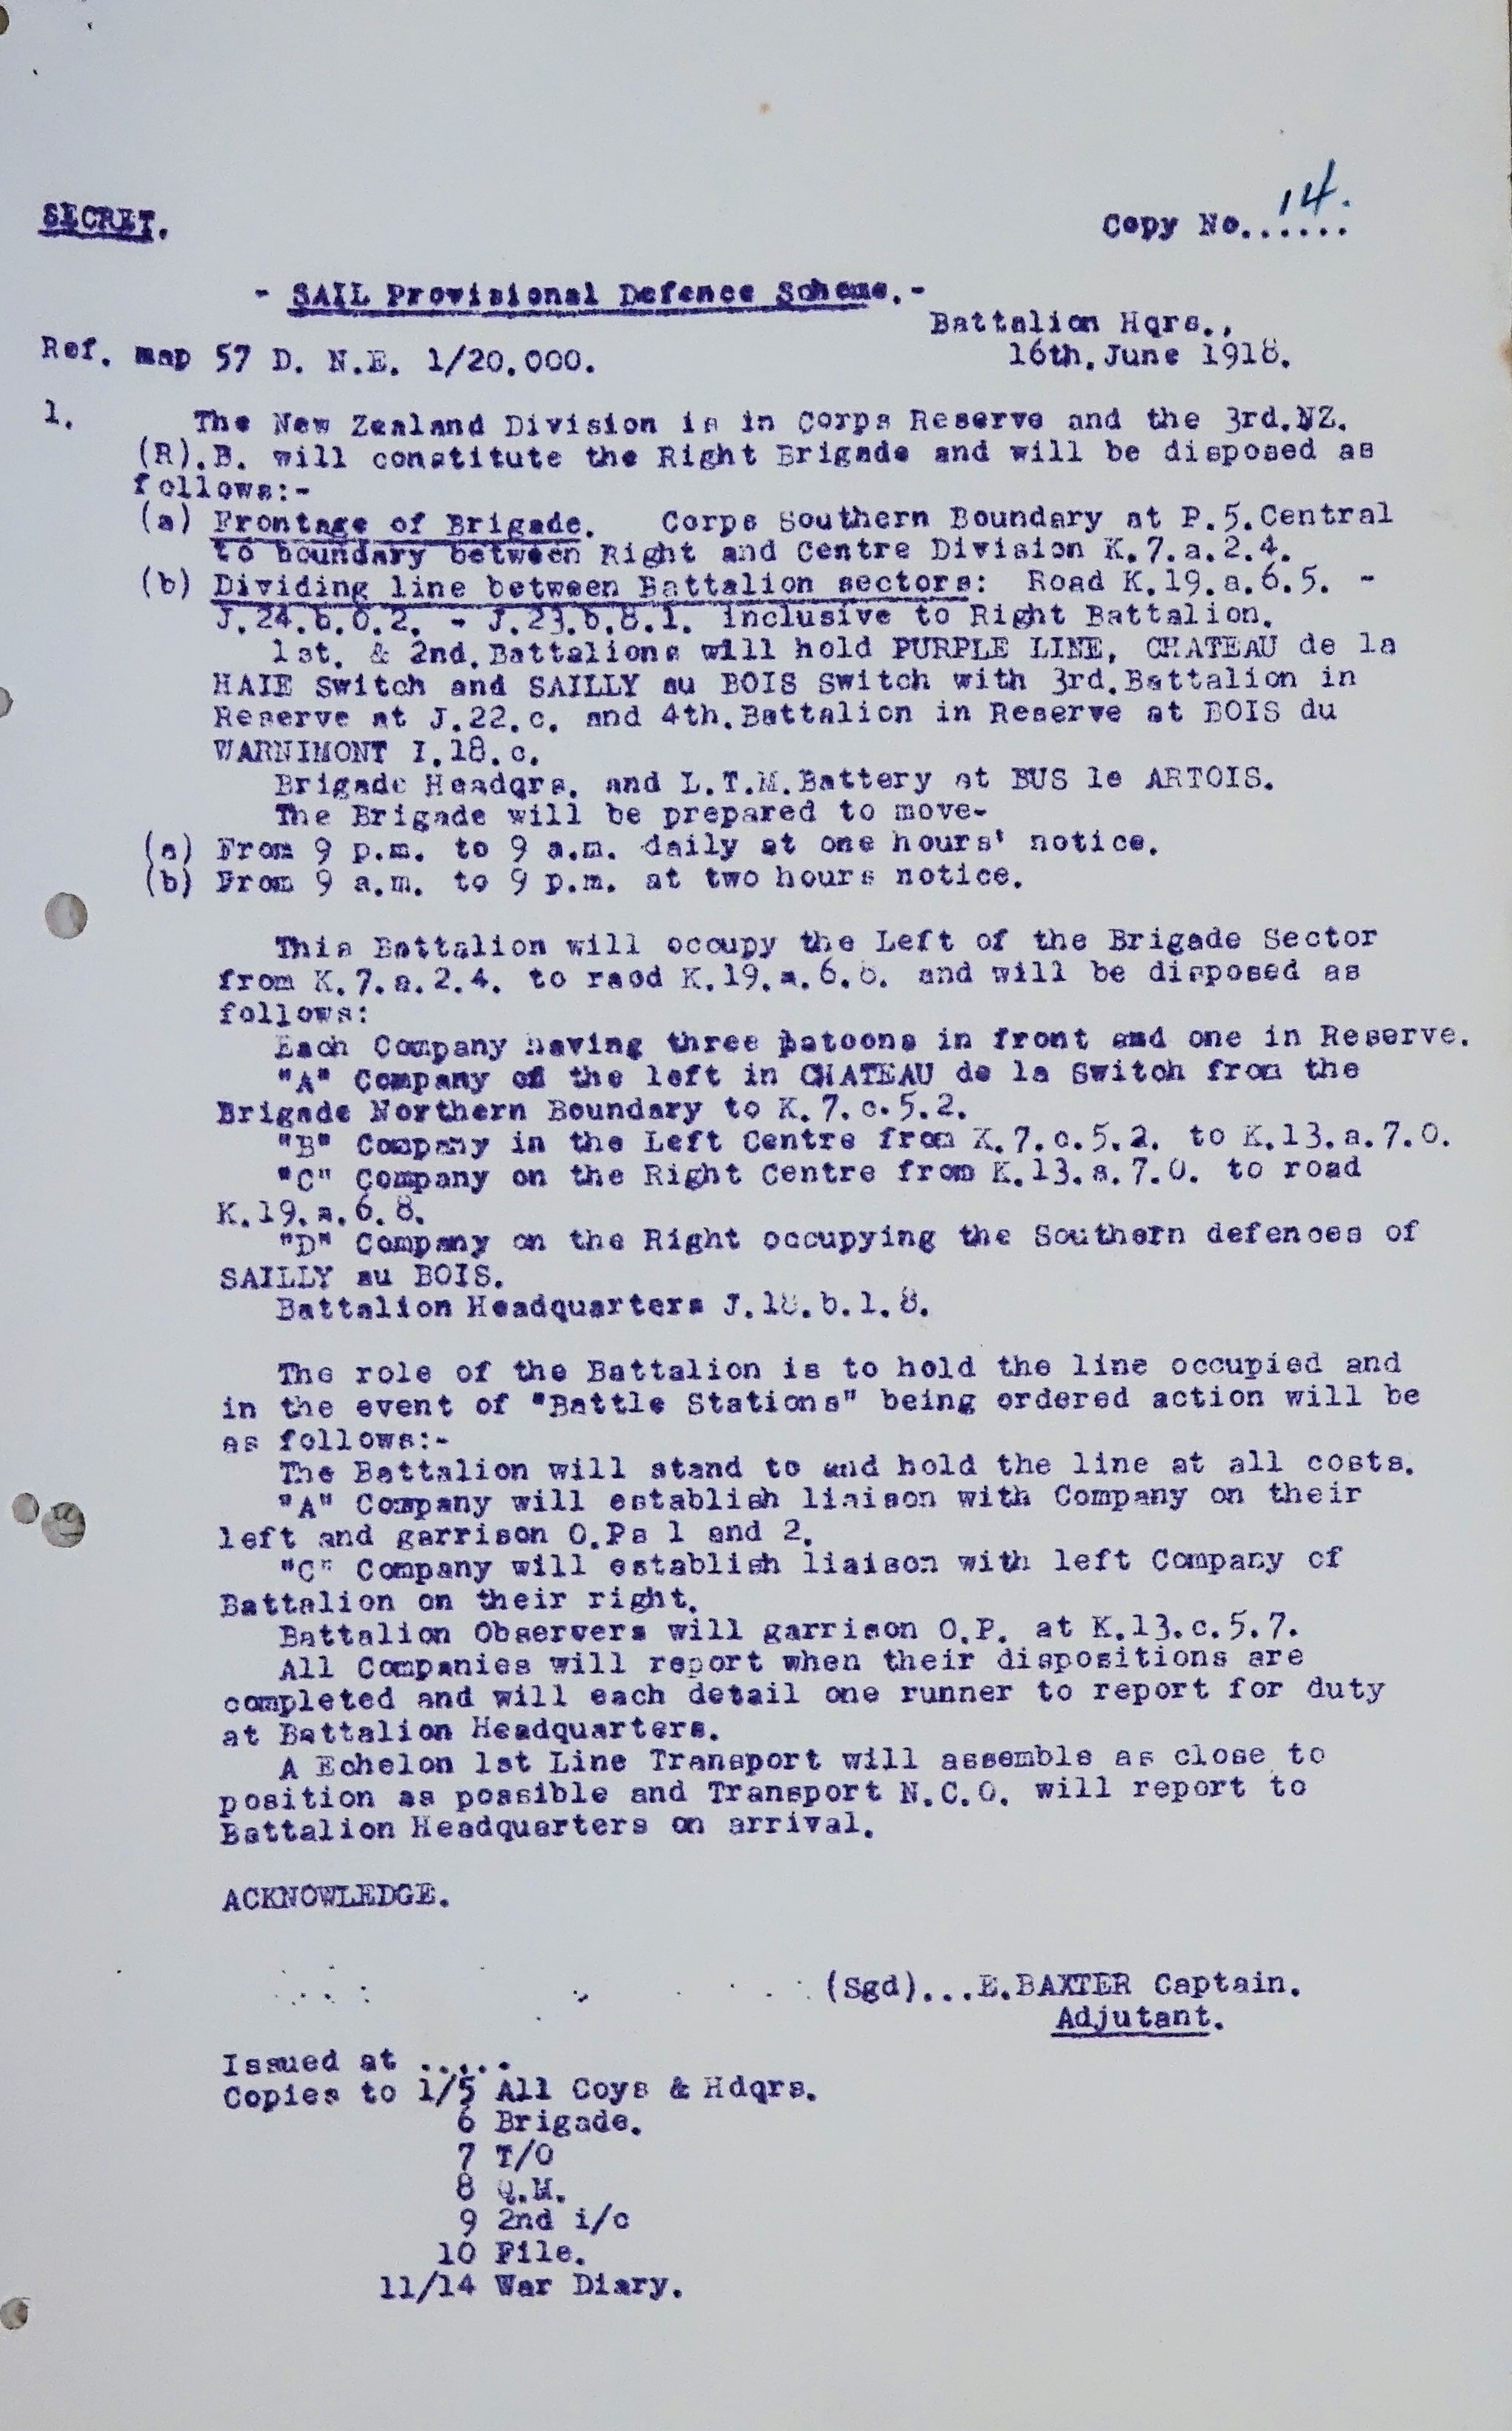 SECRET.
Copy No......14.
- SAIL Provisional Defence Scheme.-
Battalion Hqrs.,
Ref. map 57 D. N.E. 1/20,000.
16th. June 1918.
1. The New Zealand Division is in Corps Reserve and the 3rd.NZ.
(R).B. will constitute the Right Brigade and will be disposed as
follows:-
(a) Frontage of Brigade. Corps Southern Boundary at P.5.Central
to boundary between Right and Centre Division K.7.a.2.4.
(b) Dividing line between Battalion sectors: Road K.19.a.6.5. -
J.24.b.0.2. - J.23.b.8.1. inclusive to Right Battalion.
1st. & 2nd. Battalions will hold PURPLE LINE, CHATEAU de la
HAIE Switch and SAILLY au BOIS Switch with 3rd.Battalion in
Reserve at J.22.c. and 4th.Battalion in Reserve at BOIS du
WARNIMONT I.18.c.
Brigade Headqrs. and L.T.M.Battery at BUS le ARTOIS.
The Brigade will be prepared to move-
(a) From 9 p.m. to 9 a.m. daily at one hours' notice.
(b) From 9 a.m. to 9 p.m. at two hours notice.
This Battalion will occupy the Left of the Brigade Sector
from K.7.a.2.4. to raod K.19.a.6.8. and will be disposed as
follows:
Each Company having three patoons in front and one in Reserve.
"A" Company on the left in CHATEAU de la Switch from the
Brigade Northern Boundary to K.7.c.5.2.
"B" Company in the Left Centre from K.7.c.5.2. to K.13.a.7.0.
"C" Company on the Right Centre from K.13.a.7.0. to road
K.19.a.6.8.
"D" Company on the Right occupying the Southern defences of
SAILLY au BOIS.
Battalion Headquarters J.18.b.1.8.
The role of the Battalion is to hold the line occupied and
in the event of "Battle Stations" being ordered action will be
as follows:-
The Battalion will stand to and hold the line at all costs.
"A" Company will establish liaison with Company on their
left and garrison O.Ps 1 and 2.
"C" Company will establish liaison with left Company of
Battalion on their right.
Battalion Observers will garrison O.P. at K.13.c.5.7.
All Companies will report when their dispositions are
completed and will each detail one runner to report for duty
at Battalion Headquarters.
A Echelon 1st Line Transport will assemble as close to
position as possible and Transport N.C.O. will report to
Battalion Headquarters on arrival.
ACKNOWLEDGE.
(Sgd)...E.BAXTER Captain.
Adjutant.
Issued at .....
Copies to 1/5 All Coys & Hdqrs.
6 Brigade.
7 T/O
8 Q.M.
9 2nd i/c
10 File.
11/14 War Diary.